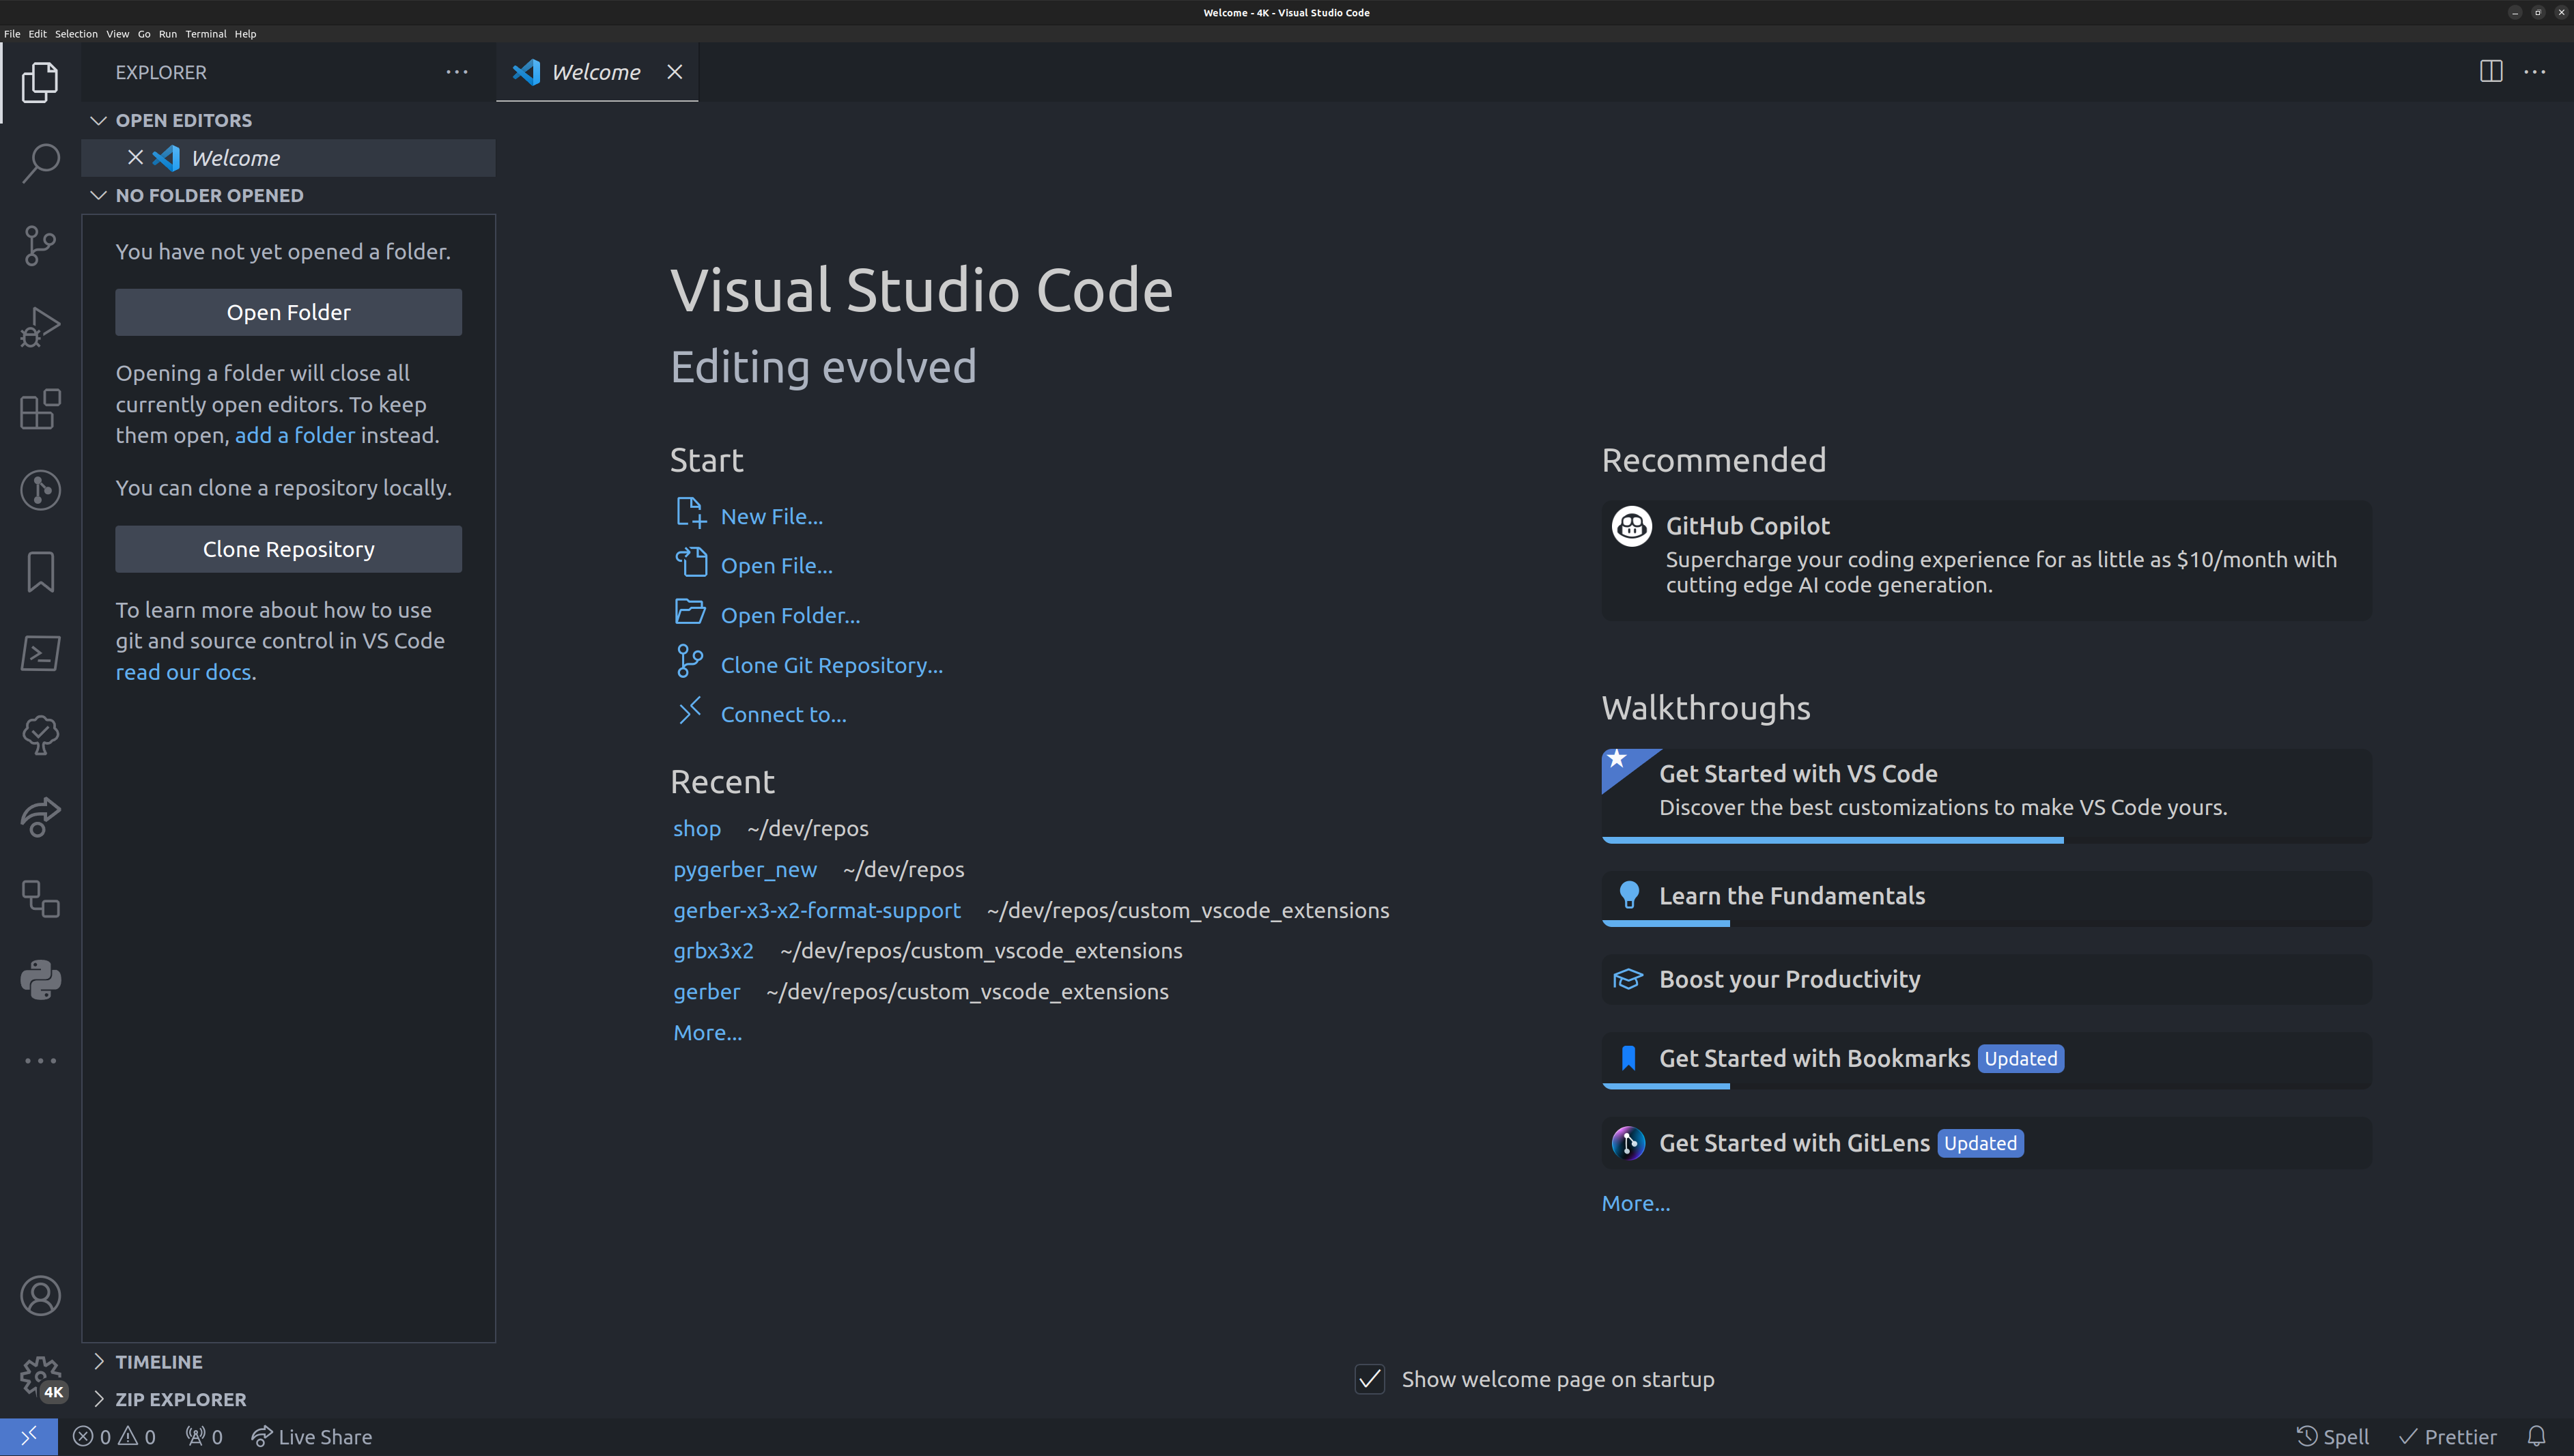 Welcome - 4K - Visual Studio Code
File Edit Selection View Go Run Terminal Help
EXPLORER
Welcome
OPEN EDITORS
Welcome
NO FOLDER OPENED
You have not yet opened a folder.
Open Folder
Opening a folder will close all
currently open editors. To keep
them open, add a folder instead.
You can clone a repository locally.
Clone Repository
To learn more about how to use
git and source control in VS Code
read our docs.
TIMELINE
ZIP EXPLORER
4K
Visual Studio Code
Editing evolved
Start
New File...
Open File...
Open Folder...
Clone Git Repository...
Connect to...
Recent
shop ~/dev/repos
pygerber_new ~/dev/repos
gerber-x3-x2-format-support ~/dev/repos/custom_vscode_extensions
grbx3x2 ~/dev/repos/custom_vscode_extensions
gerber ~/dev/repos/custom_vscode_extensions
More...
Recommended
GitHub Copilot
Supercharge your coding experience for as little as $10/month with
cutting edge AI code generation.
Walkthroughs
Get Started with VS Code
Discover the best customizations to make VS Code yours.
Learn the Fundamentals
Boost your Productivity
Get Started with Bookmarks Updated
Get Started with GitLens Updated
More...
Show welcome page on startup
0 0 0 Live Share
Spell Prettier